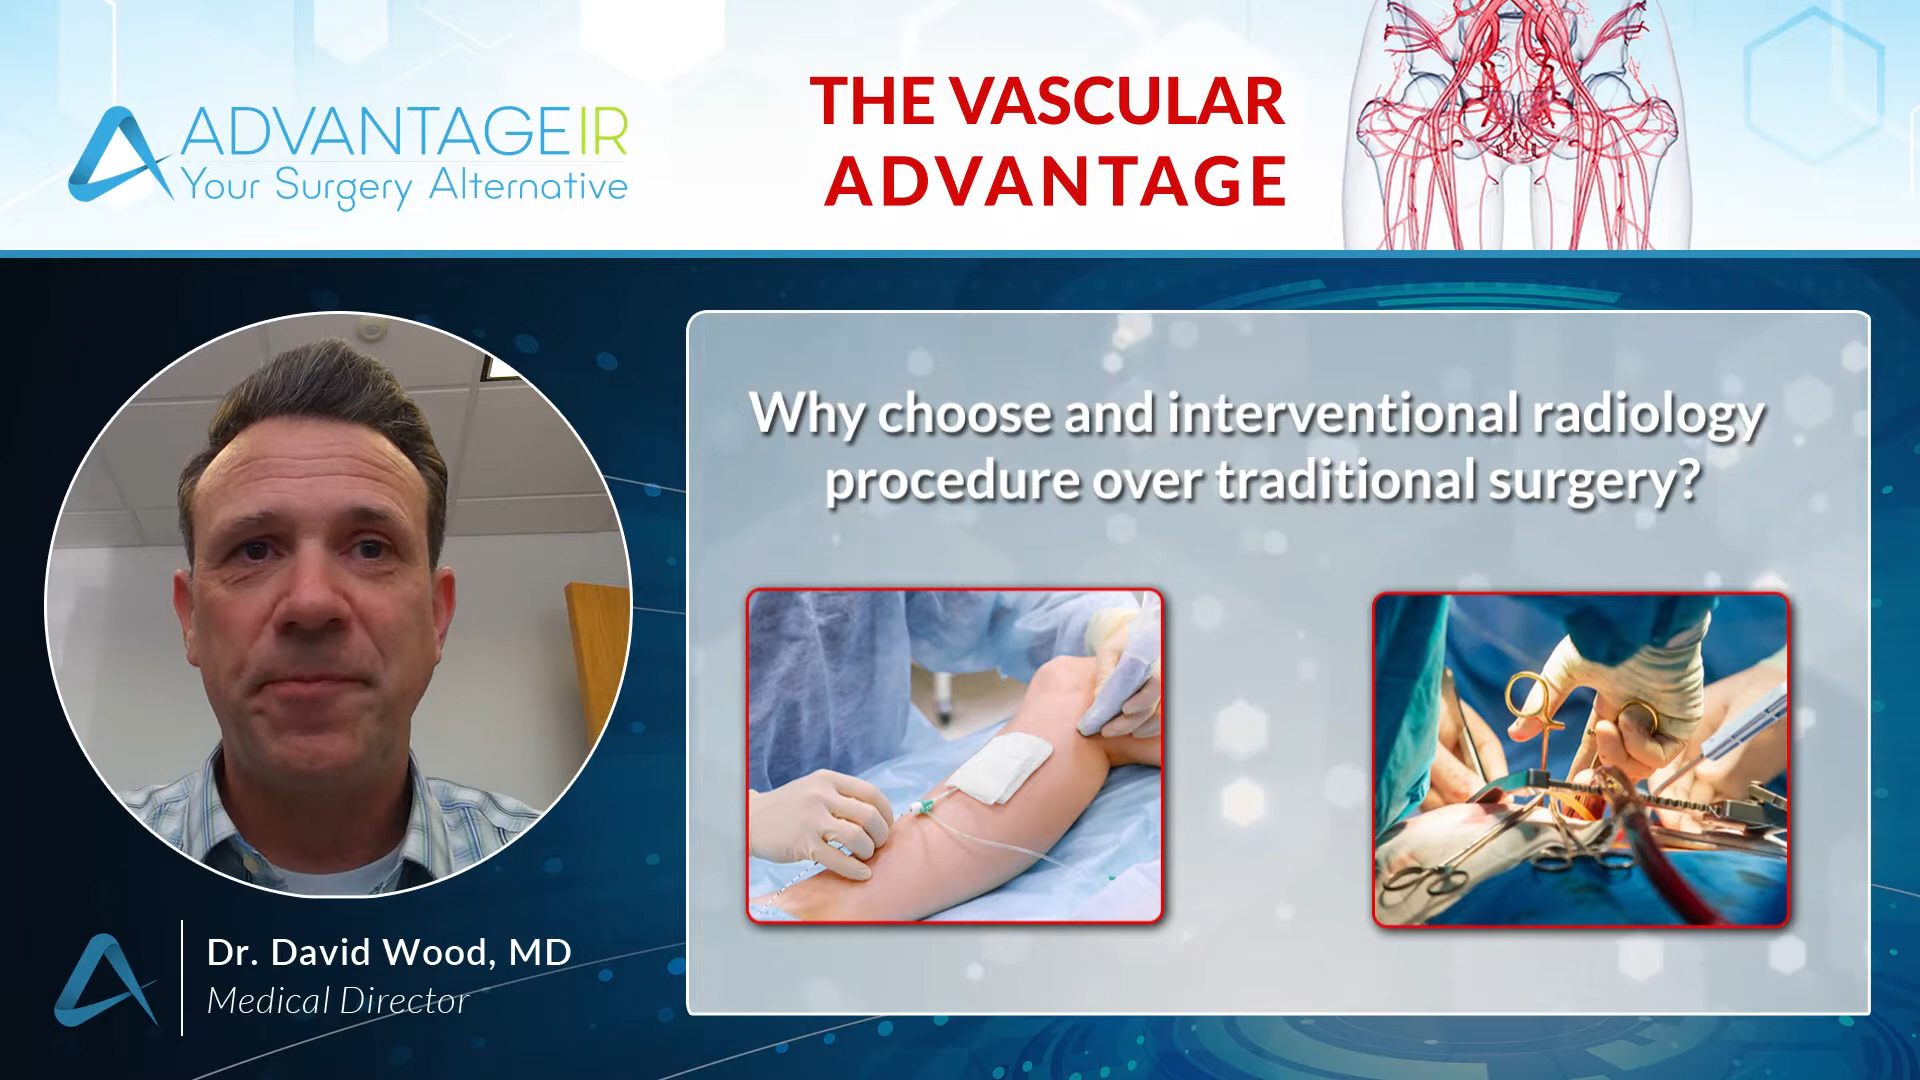 ADVANTAGEIR
Your Surgery Alternative
THE VASCULAR
ADVANTAGE
Why choose and interventional radiology
procedure over traditional surgery?
Dr. David Wood, MD
Medical Director